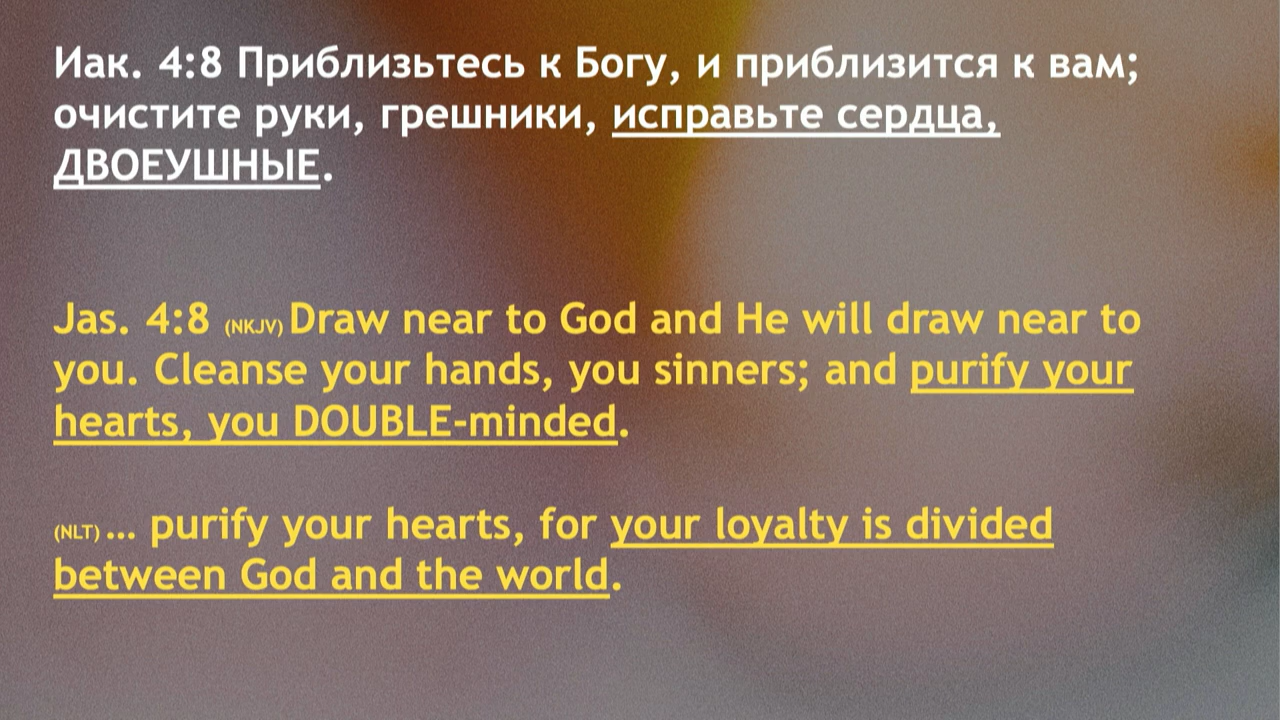 Иак. 4:8 Приблизьтесь к Богу, и приблизится к вам;
очистите руки, грешники, исправьте сердца,
ДВОЕУШНЫЕ.
Jas. 4:8 (NKJV) Draw near to God and He will draw near to
you. Cleanse your hands, you sinners; and purify your
hearts, you DOUBLE-minded.
(NLT) ... purify your hearts, for your loyalty is divided
between God and the world.